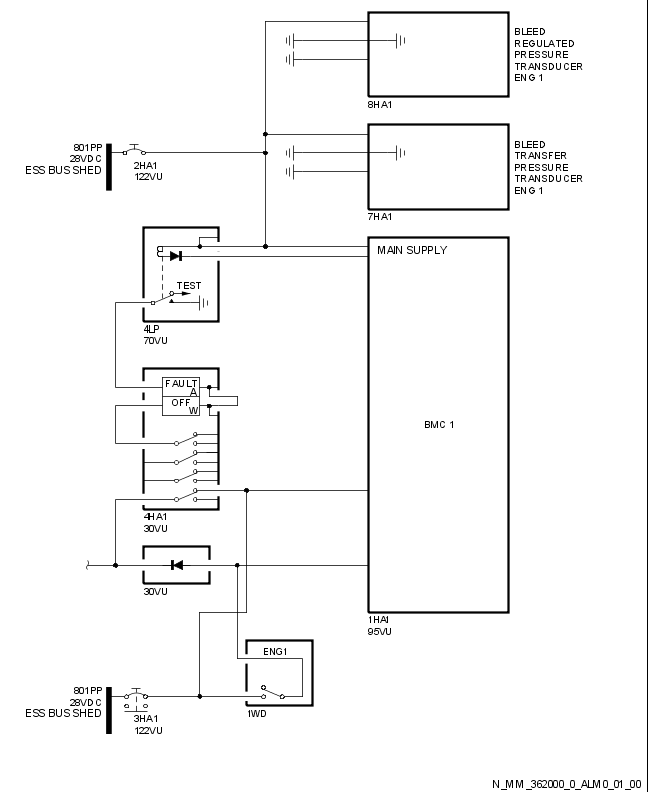 BLEED
REGULATED
PRESSURE
TRANSDUCER
ENG 1
8HA1
801PP
28VDC
ESS BUS SHED
2HA1
122VU
BLEED
TRANSFER
PRESSURE
TRANSDUCER
ENG 1
7HA1
MAIN SUPPLY
TEST
4LP
70VU
FAULT
A
OFF
W
BMC 1
4HA1
30VU
30VU
1HA1
95VU
ENG1
801PP
28VDC
ESS BUS SHED
3HA1
122VU
1WD
N_MM_362000_0_ALM0_01_00